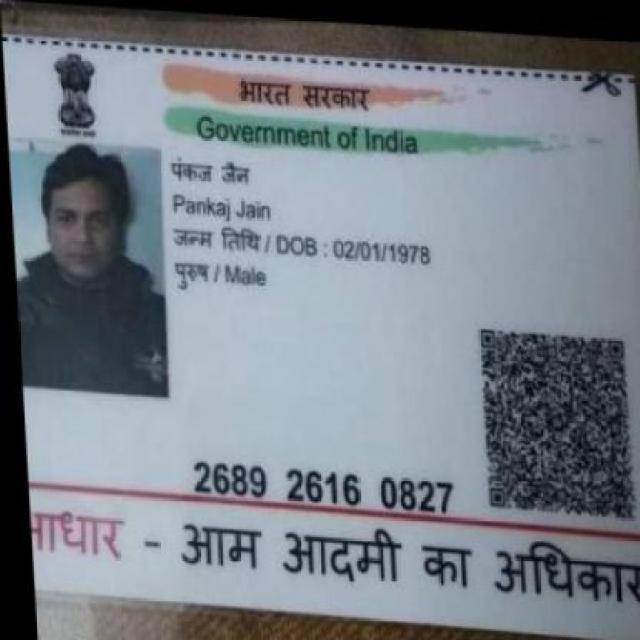 भारत सरकार
Government of India
पंकज जैन
Pankaj Jain
जन्म तिथि / DOB : 02/01/1978
पुरुष / Male
2689 2616 0827
आधार - आम आदमी का अधिकार